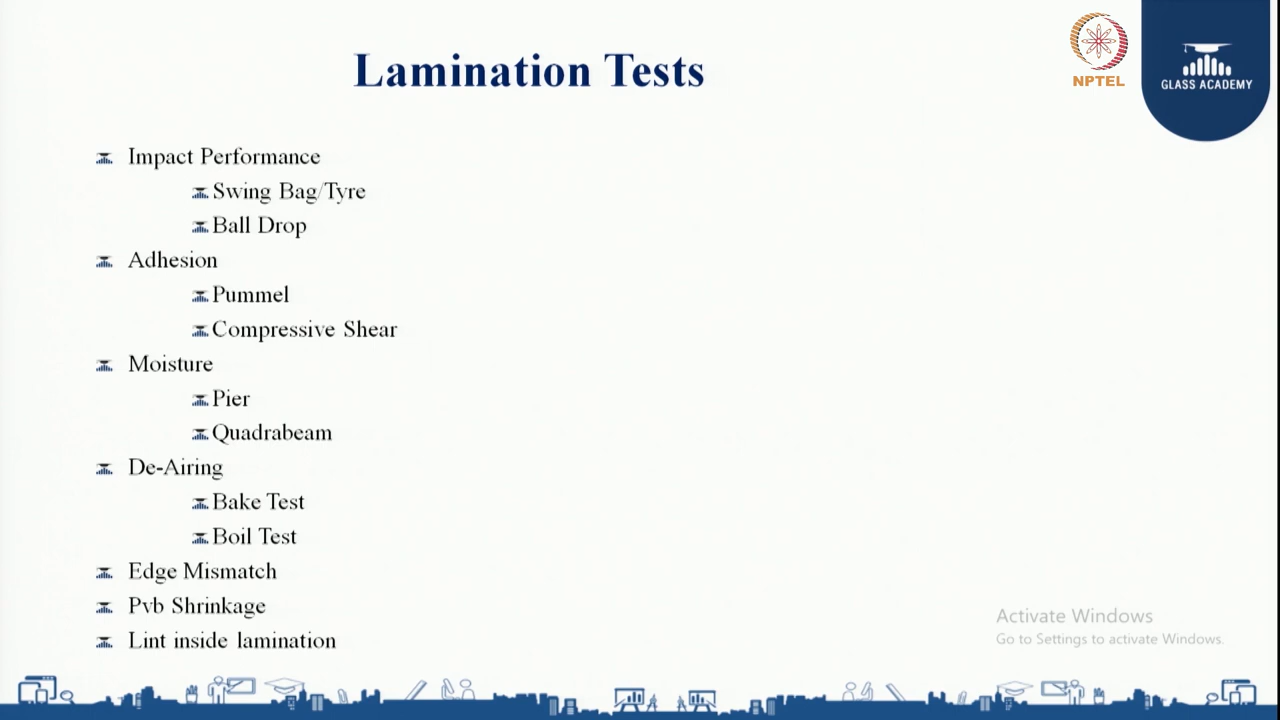 Lamination Tests
NPTEL
GLASS ACADEMY
Impact Performance
Swing Bag/Tyre
Ball Drop
Adhesion
Pummel
Compressive Shear
Moisture
Pier
Quadrabeam
De-Airing
Bake Test
Boil Test
Edge Mismatch
Pvb Shrinkage
Lint inside lamination
Activate Windows
Go to Settings to activate Windows.